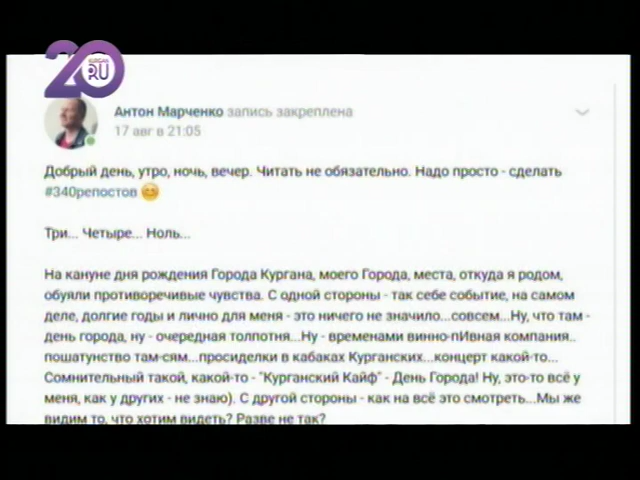 20
KURGAN
RU
Антон Марченко запись закреплена
17 авг в 21:05
Добрый день, утро, ночь, вечер. Читать не обязательно. Надо просто - сделать
#340репостов 😊
Три... Четыре... Ноль...
На кануне дня рождения Города Кургана, моего Города, места, откуда я родом,
обуяли противоречивые чувства. С одной стороны - так себе событие, на самом
деле, долгие годы и лично для меня - это ничего не значило...совсем...Ну, что там -
день города, ну - очередная толпотня...Ну - временами винно-пИвная компания..
пошатунство там-сям...просиделки в кабаках Курганских...концерт какой-то...
Сомнительный такой, какой-то - "Курганский Кайф" - День Города! Ну, это-то всё у
меня, как у других - не знаю). С другой стороны - как на всё это смотреть...Мы же
видим то, что хотим видеть? Разве не так?